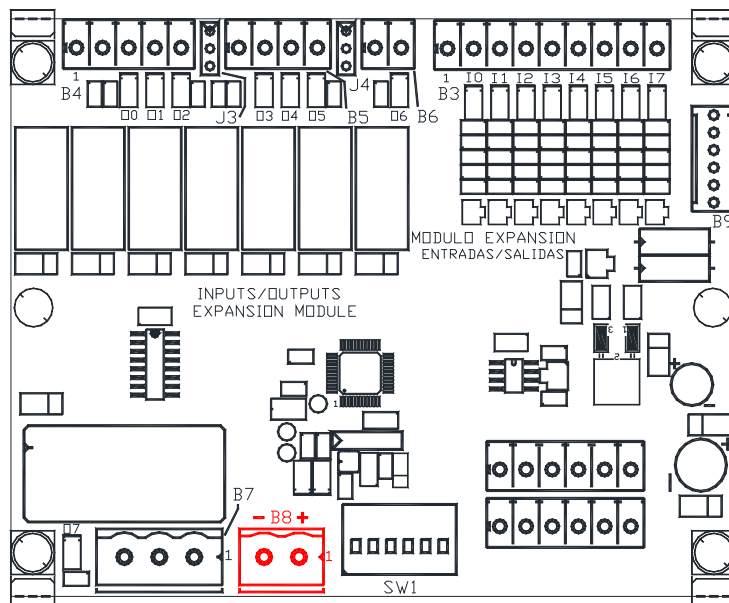 1
1 I0 I1 I2 I3 I4 I5 I6 I7
B4 J4 B6 B3
O0 O1 O2 J3 O3 O4 O5 B5 O6
B9
MODULO EXPANSION
ENTRADAS/SALIDAS
INPUTS/OUTPUTS
EXPANSION MODULE
3 1
2
+
1
-
+
-
B7
- B8 +
O7
1 1
SW1